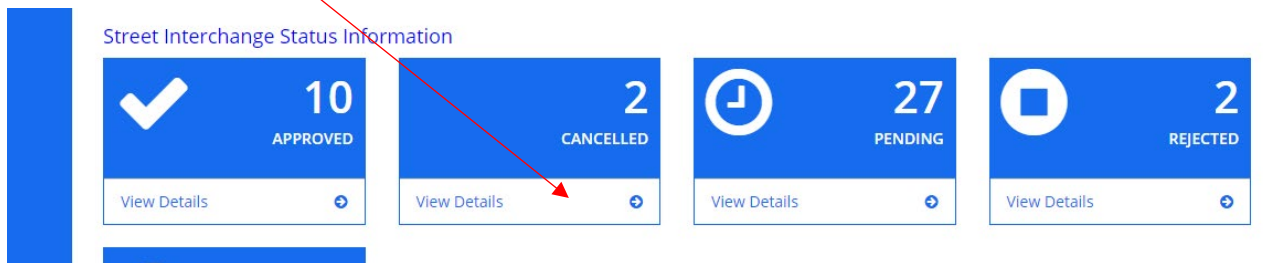 Street Interchange Status Information
10
APPROVED
View Details
2
CANCELLED
View Details
27
PENDING
View Details
2
REJECTED
View Details